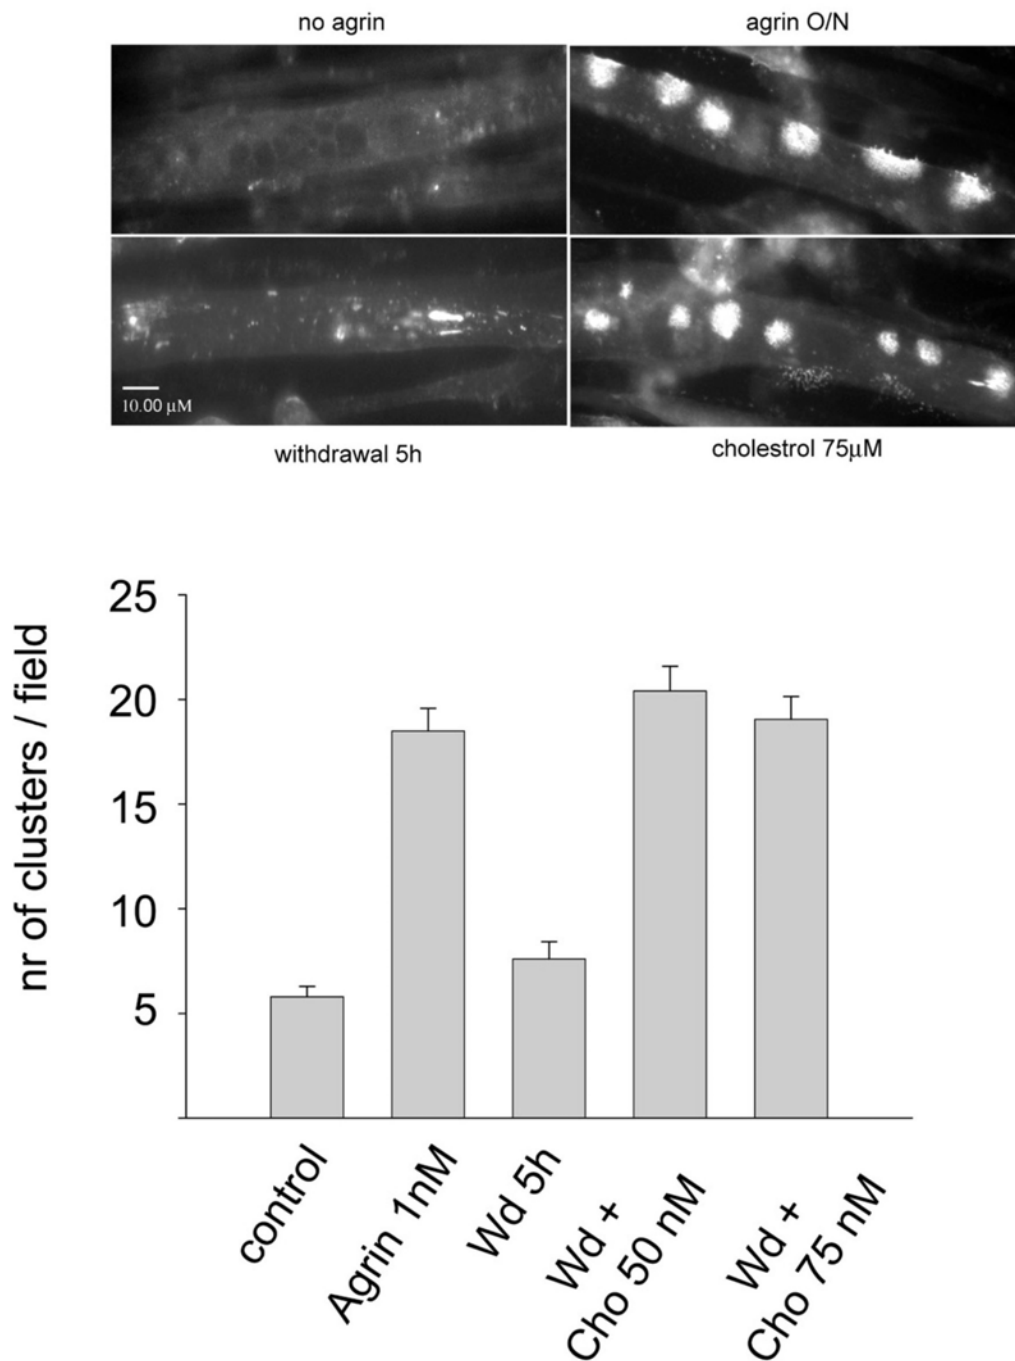 no agrin
agrin O/N
10.00 µM
withdrawal 5h
cholestrol 75µM
nr of clusters / field
25
20
15
10
5
control
Agrin 1nM
Wd 5h
Wd +
Cho 50 nM
Wd +
Cho 75 nM